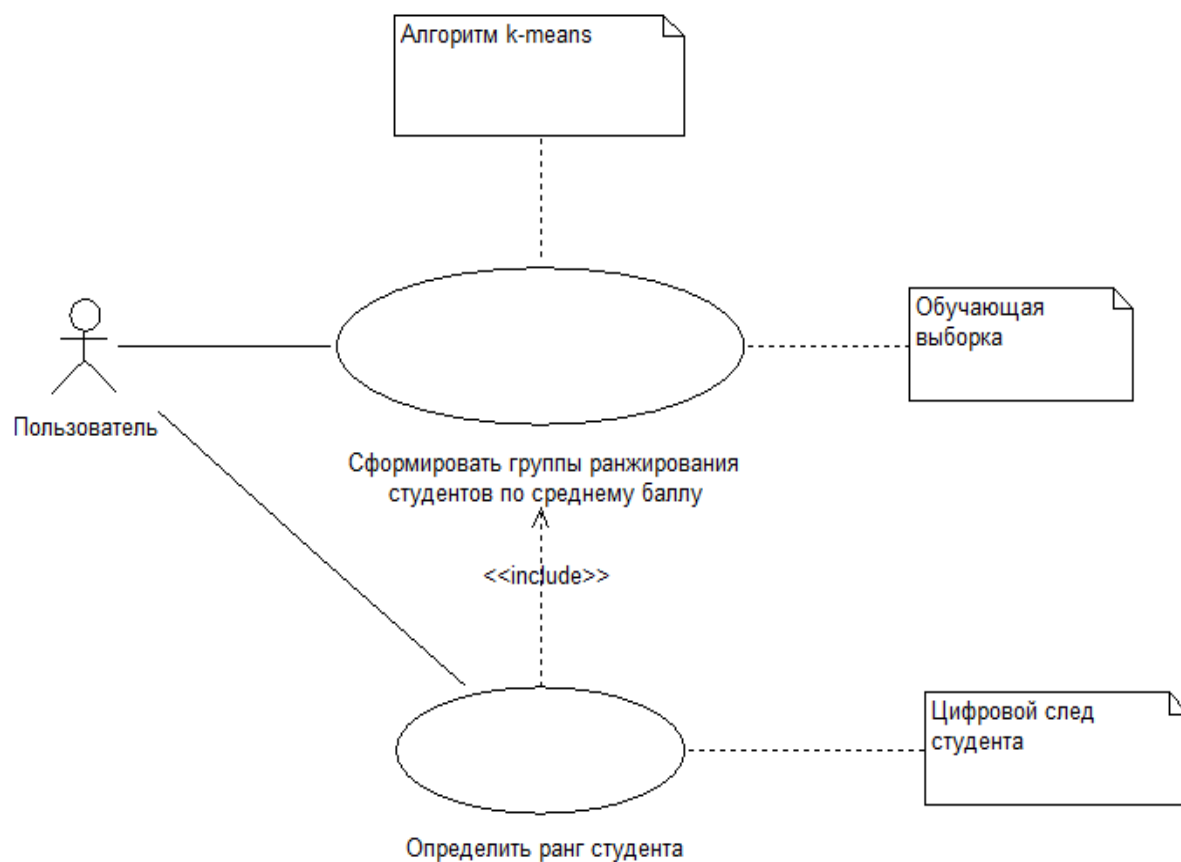 Алгоритм k-means
Обучающая
выборка
Пользователь
Сформировать группы ранжирования
студентов по среднему баллу
<<include>>
Цифровой след
студента
Определить ранг студента